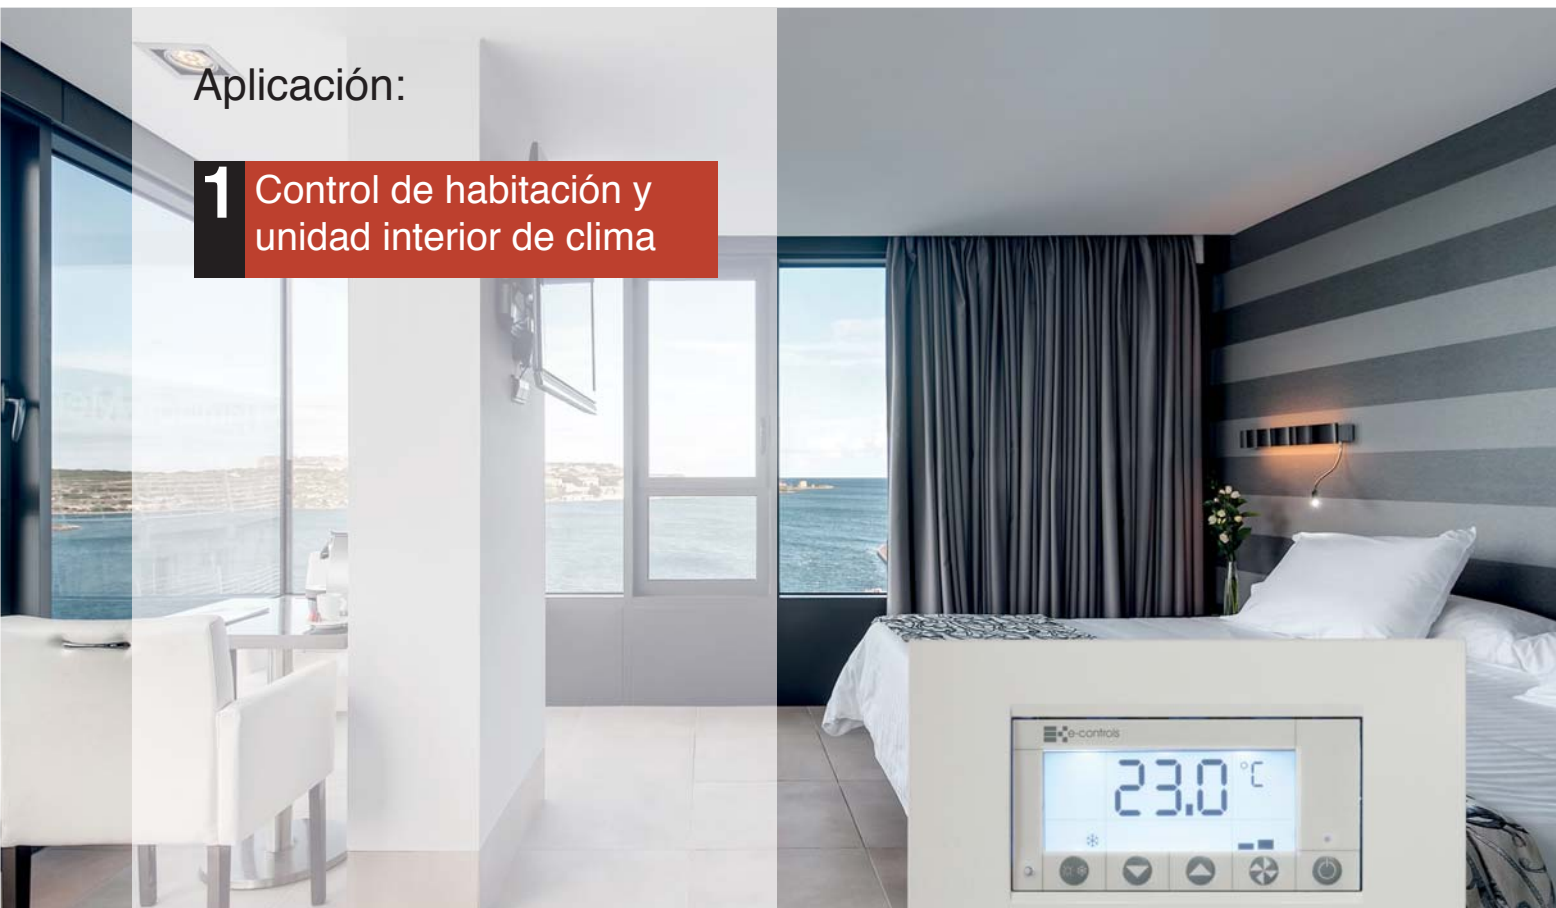 Aplicación:
1 Control de habitación y
unidad interior de clima
e-controls
23.0 °C